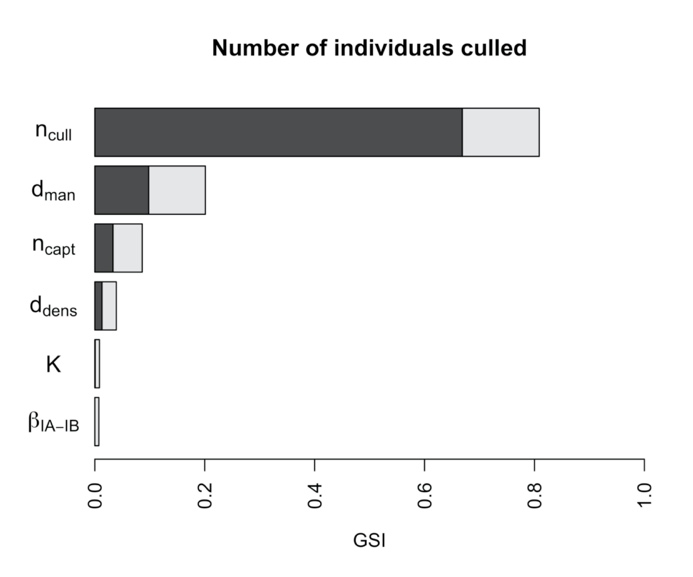 Number of individuals culled
ncull
dman
ncapt
ddens
K
βIA−IB
0.0 0.2 0.4 0.6 0.8 1.0
GSI